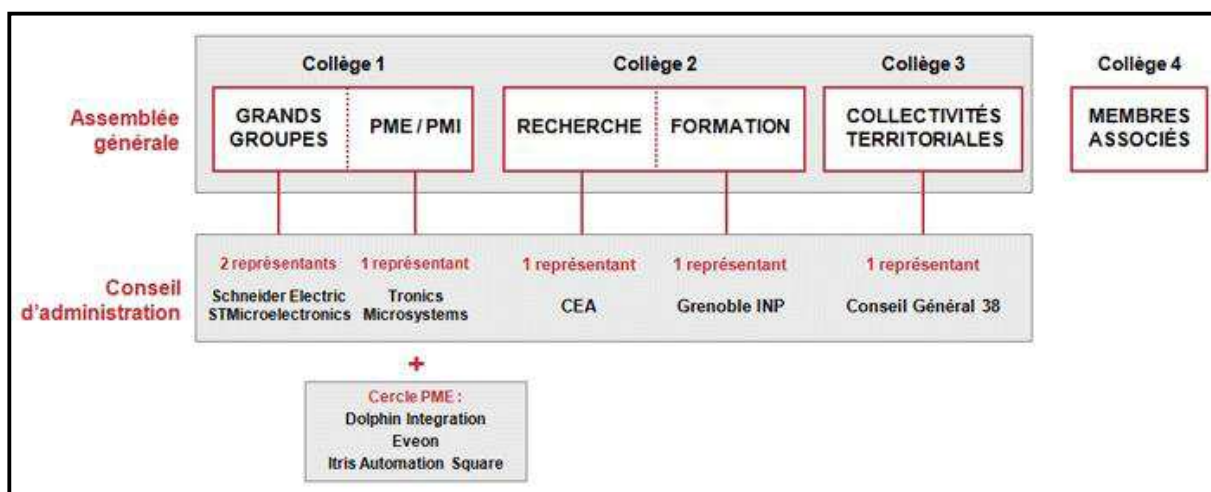 Collège 1
Collège 2
Collège 3
Collège 4
Assemblée
générale
GRANDS
GROUPES
PME / PMI
RECHERCHE
FORMATION
COLLECTIVITÉS
TERRITORIALES
MEMBRES
ASSOCIÉS
Conseil
d'administration
2 représentants
Schneider Electric
STMicroelectronics
1 représentant
Tronics
Microsystems
1 représentant
CEA
1 représentant
Grenoble INP
1 représentant
Conseil Général 38
+
Cercle PME :
Dolphin Integration
Eveon
Itris Automation Square